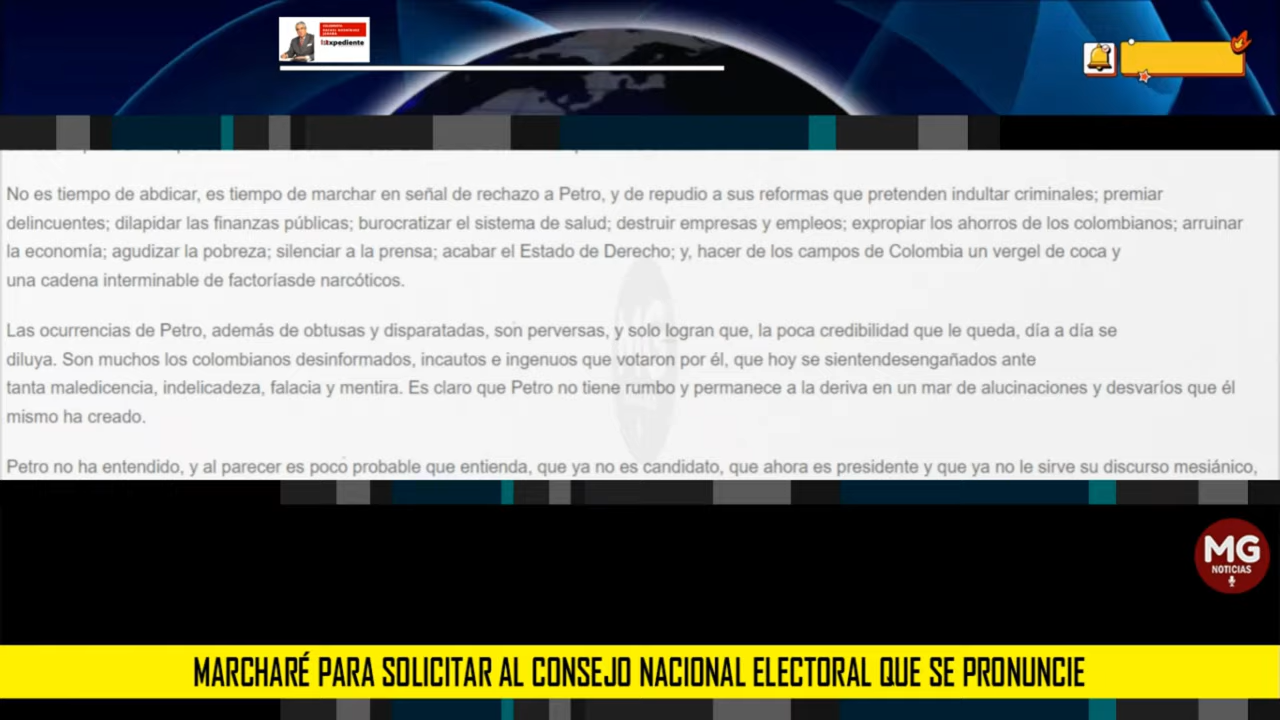 ElExpediente
No es tiempo de abdicar, es tiempo de marchar en señal de rechazo a Petro, y de repudio a sus reformas que pretenden indultar criminales; premiar
delincuentes; dilapidar las finanzas públicas; burocratizar el sistema de salud; destruir empresas y empleos; expropiar los ahorros de los colombianos; arruinar
la economía; agudizar la pobreza; silenciar a la prensa; acabar el Estado de Derecho; y, hacer de los campos de Colombia un vergel de coca y
una cadena interminable de factoríasde narcóticos.
Las ocurrencias de Petro, además de obtusas y disparatadas, son perversas, y solo logran que, la poca credibilidad que le queda, día a día se
diluya. Son muchos los colombianos desinformados, incautos e ingenuos que votaron por él, que hoy se sientendesengañados ante
tanta maledicencia, indelicadeza, falacia y mentira. Es claro que Petro no tiene rumbo y permanece a la deriva en un mar de alucinaciones y desvaríos que él
mismo ha creado.
Petro no ha entendido, y al parecer es poco probable que entienda, que ya no es candidato, que ahora es presidente y que ya no le sirve su discurso mesiánico,
MG
NOTICIAS
MARCHARÉ PARA SOLICITAR AL CONSEJO NACIONAL ELECTORAL QUE SE PRONUNCIE